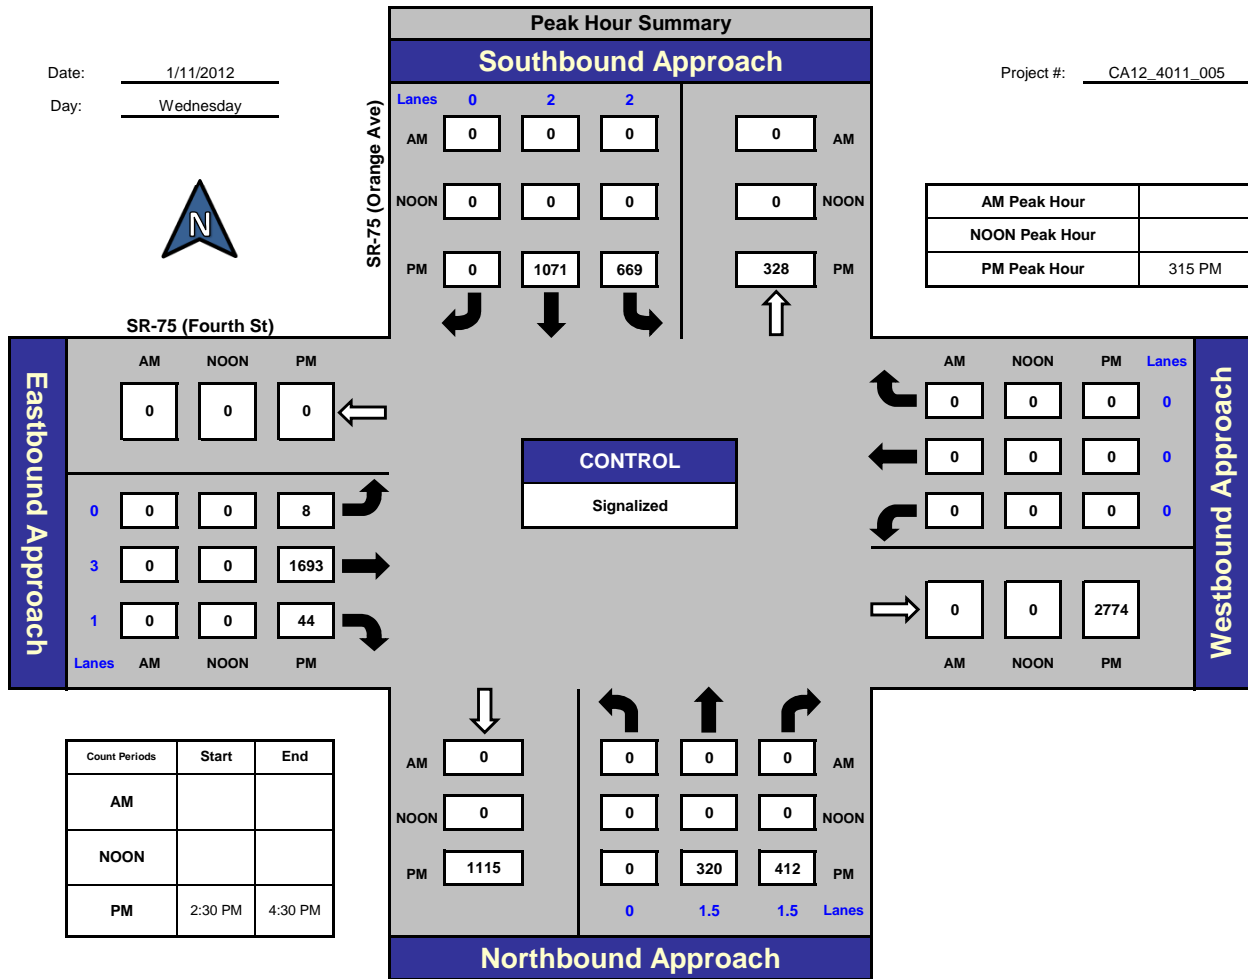 Peak Hour Summary
Southbound Approach
Date: 1/11/2012
Project #: CA12_4011_005
Day: Wednesday
SR-75 (Orange Ave)
Lanes 0 2 2
AM 0 0 0 0 AM
NOON 0 0 0 0 NOON
PM 0 1071 669 328 PM
N
AM Peak Hour
NOON Peak Hour
PM Peak Hour 315 PM
SR-75 (Fourth St)
Eastbound Approach
AM NOON PM
0 0 0
0 0 0 8
3 0 0 1693
1 0 0 44
Lanes AM NOON PM
CONTROL
Signalized
AM NOON PM Lanes
0 0 0 0
0 0 0 0
0 0 0 0
0 0 2774
AM NOON PM
Westbound Approach
Count Periods Start End
AM
NOON
PM 2:30 PM 4:30 PM
AM 0 0 0 0 AM
NOON 0 0 0 0 NOON
PM 1115 0 320 412 PM
0 1.5 1.5 Lanes
Northbound Approach